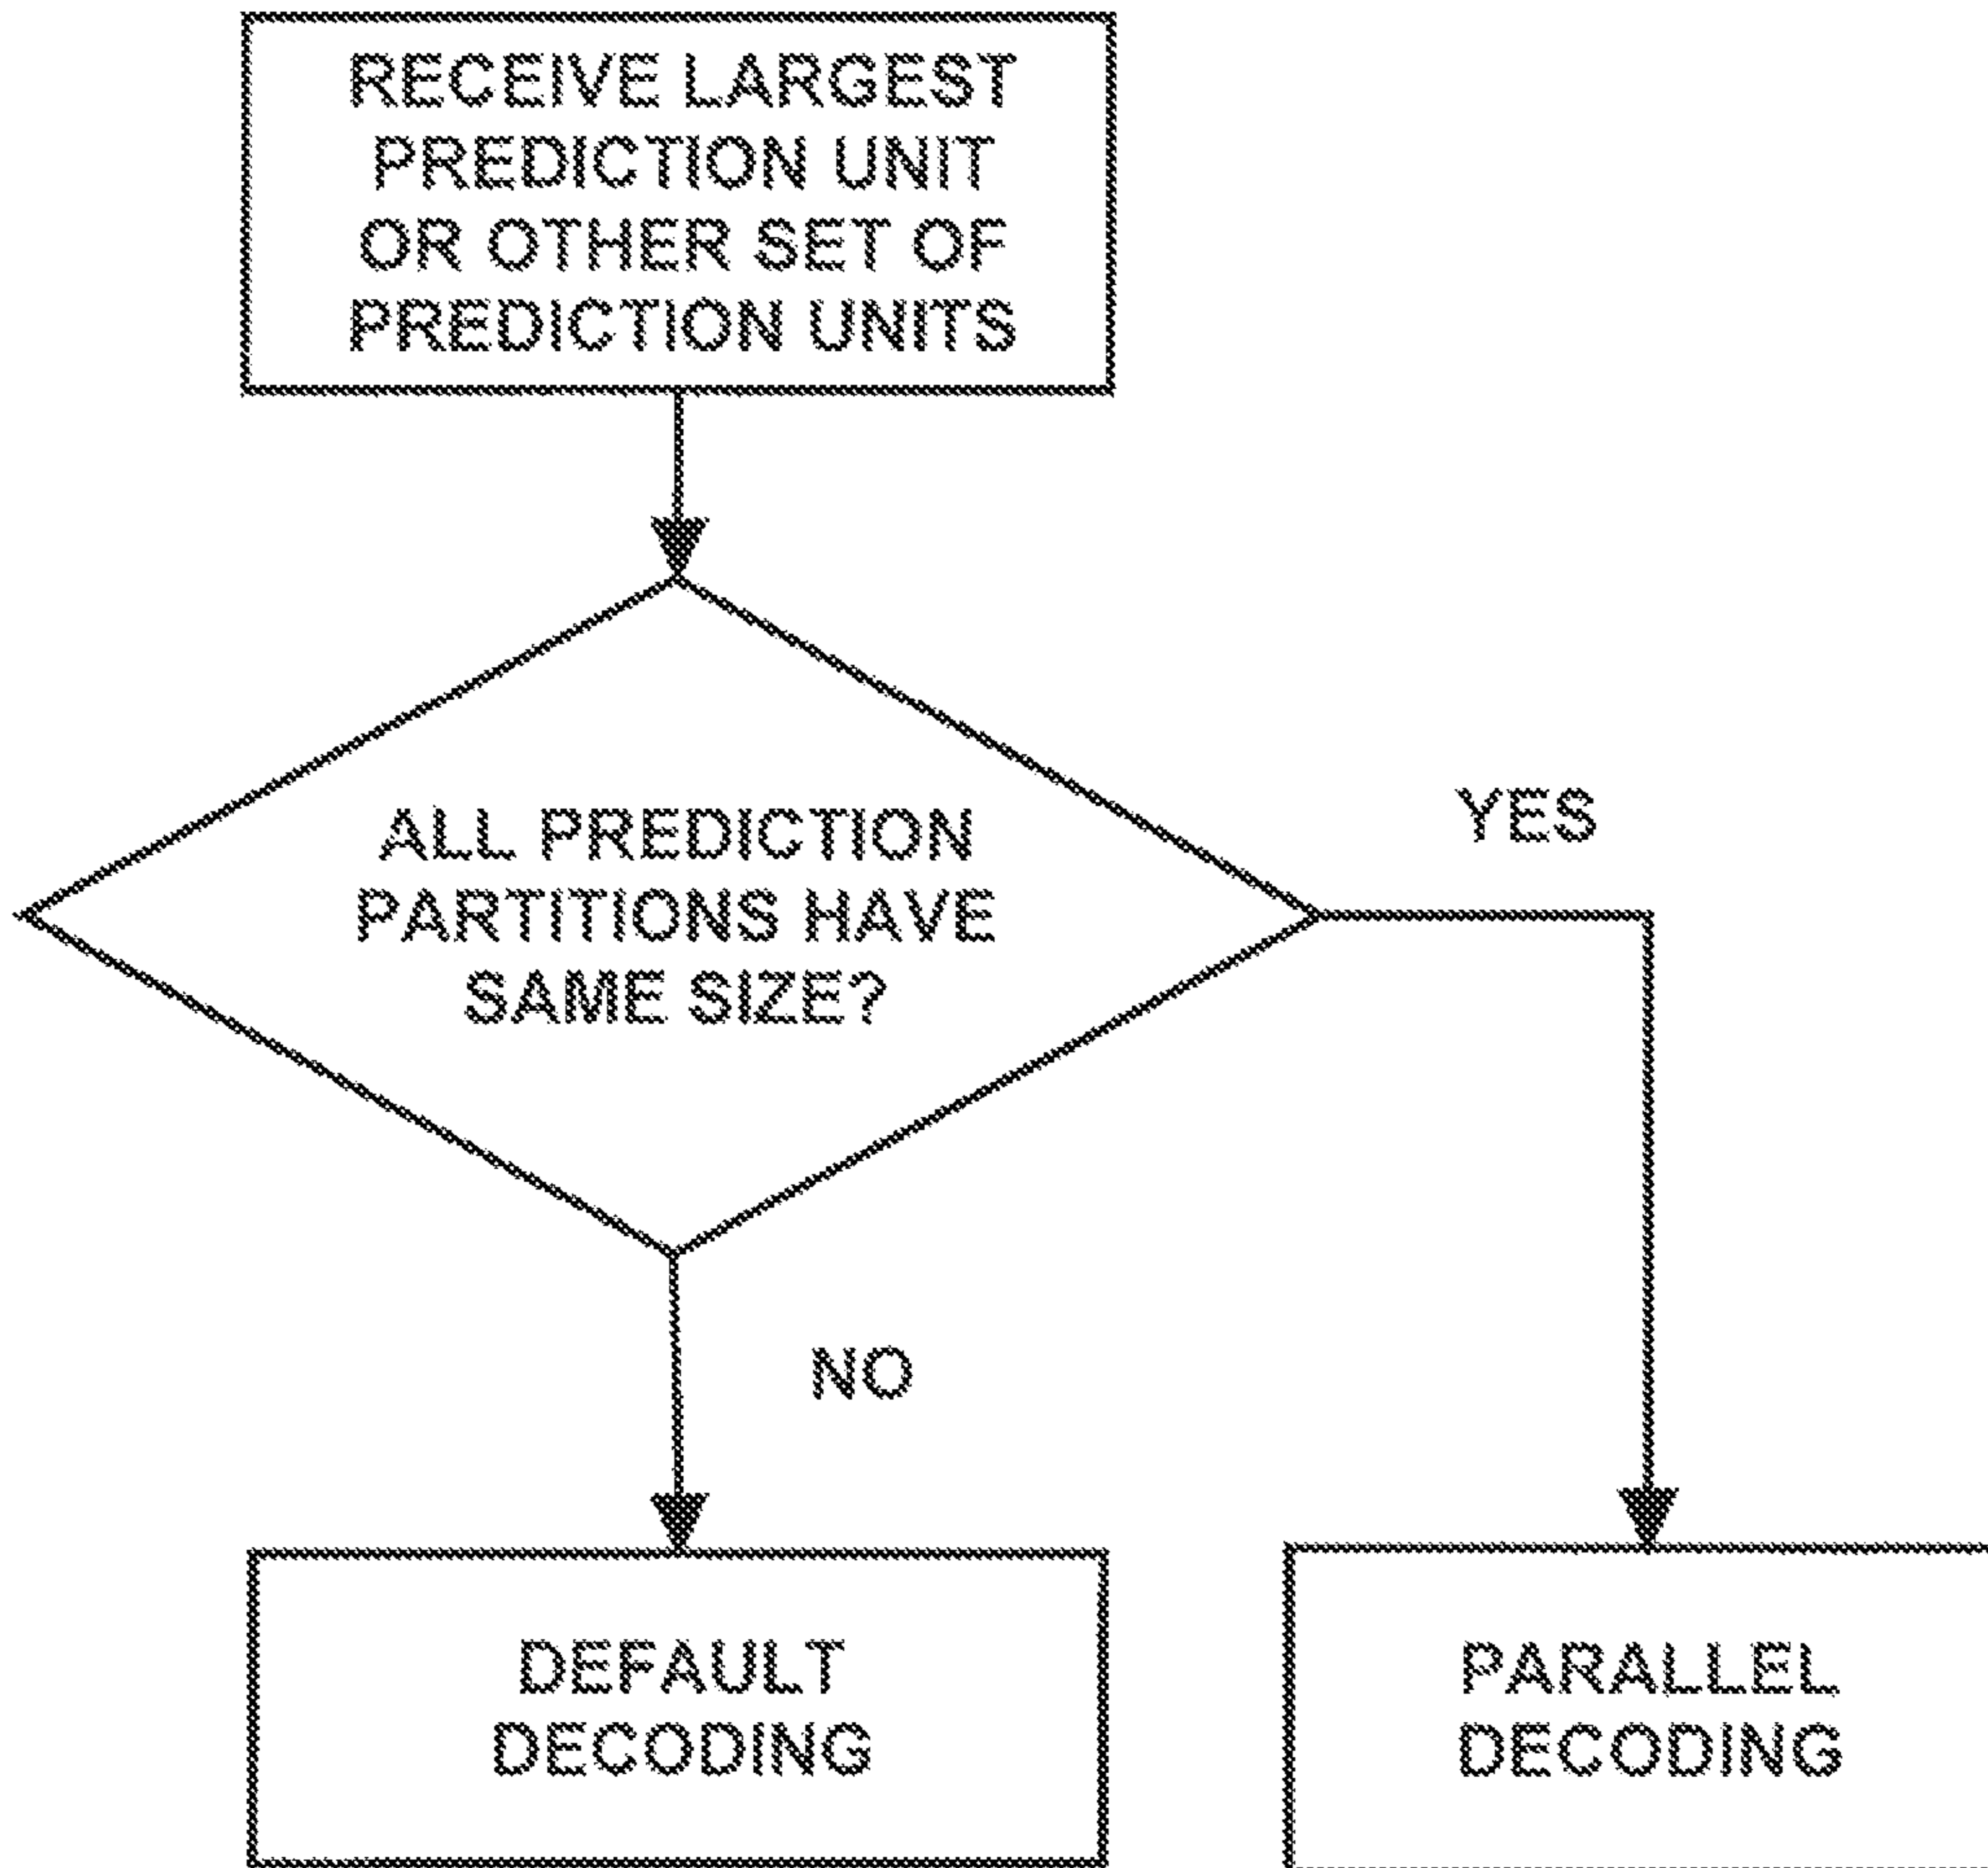 RECEIVE LARGEST
PREDICTION UNIT
OR OTHER SET OF
PREDICTION UNITS
ALL PREDICTION
PARTITIONS HAVE
SAME SIZE?
YES
NO
DEFAULT
DECODING
PARALLEL
DECODING